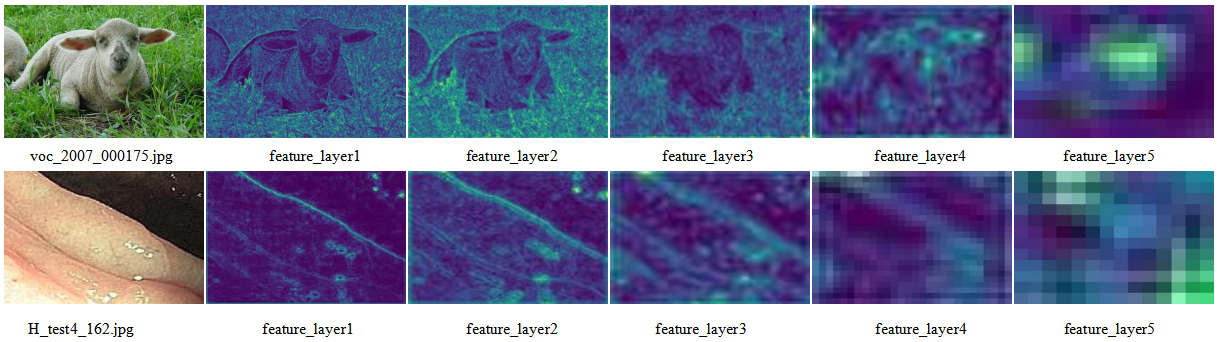 voc_2007_000175.jpg feature_layer1 feature_layer2 feature_layer3 feature_layer4 feature_layer5
H_test4_162.jpg feature_layer1 feature_layer2 feature_layer3 feature_layer4 feature_layer5